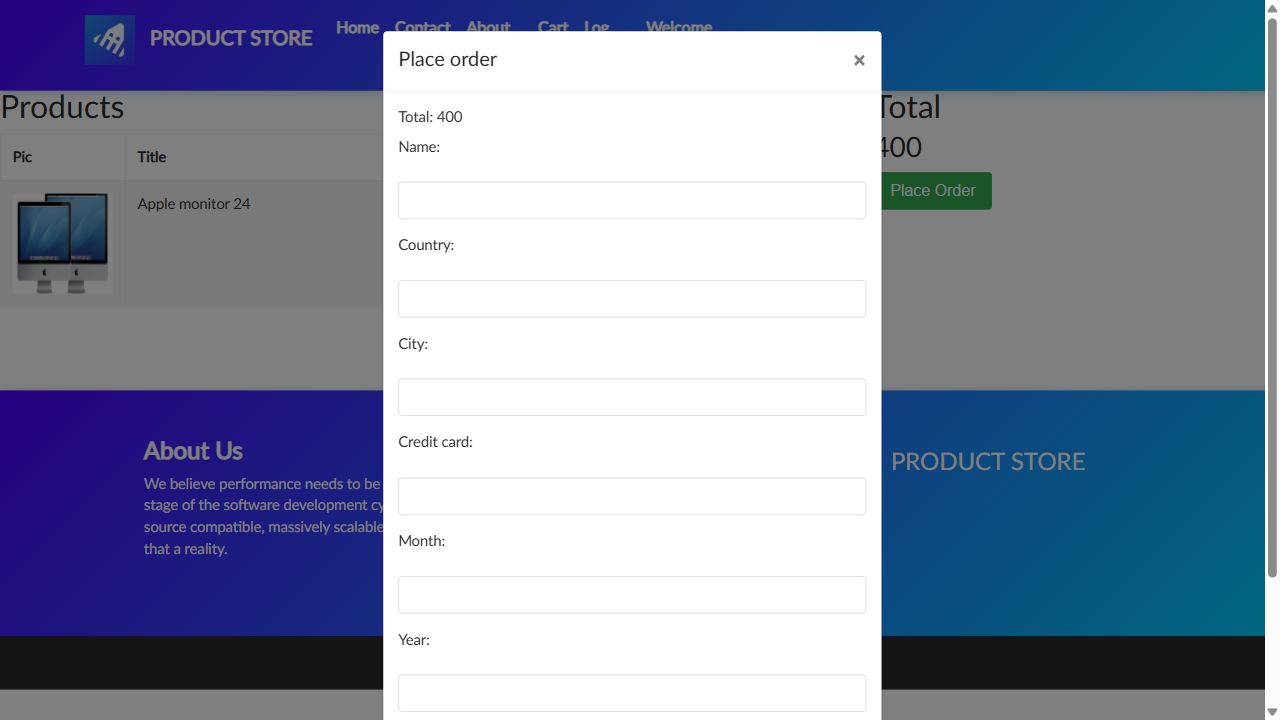 PRODUCT STORE
Home Contact About Cart Log Welcome
Place order
×
Total: 400
Name:
Country:
City:
Credit card:
Month:
Year:
Products
Pic Title
Apple monitor 24
Total
400
Place Order
About Us
We believe performance needs to be
stage of the software development
source compatible, massively scalable
that a reality.
PRODUCT STORE